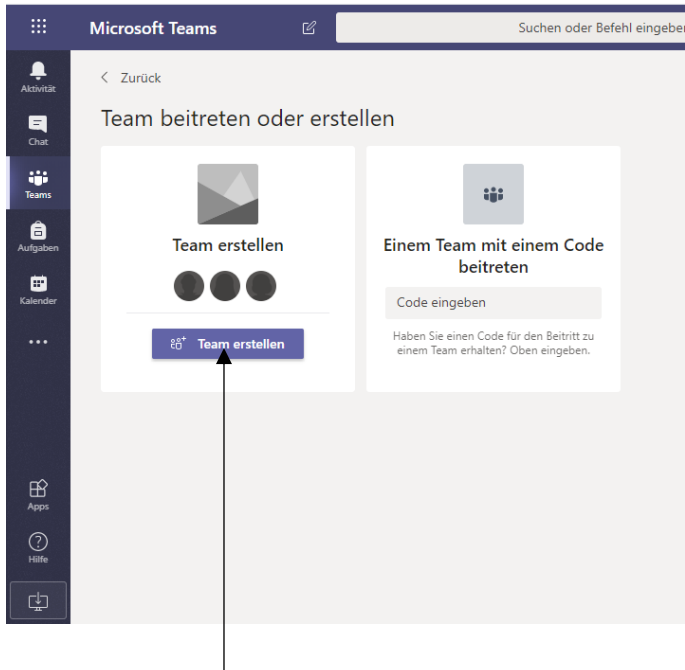 Microsoft Teams
Suchen oder Befehl eingeben
Aktivität
Chat
Teams
Aufgaben
Kalender
Apps
Hilfe
Zurück
Team beitreten oder erstellen
Team erstellen
Team erstellen
Einem Team mit einem Code
beitreten
Code eingeben
Haben Sie einen Code für den Beitritt zu
einem Team erhalten? Oben eingeben.